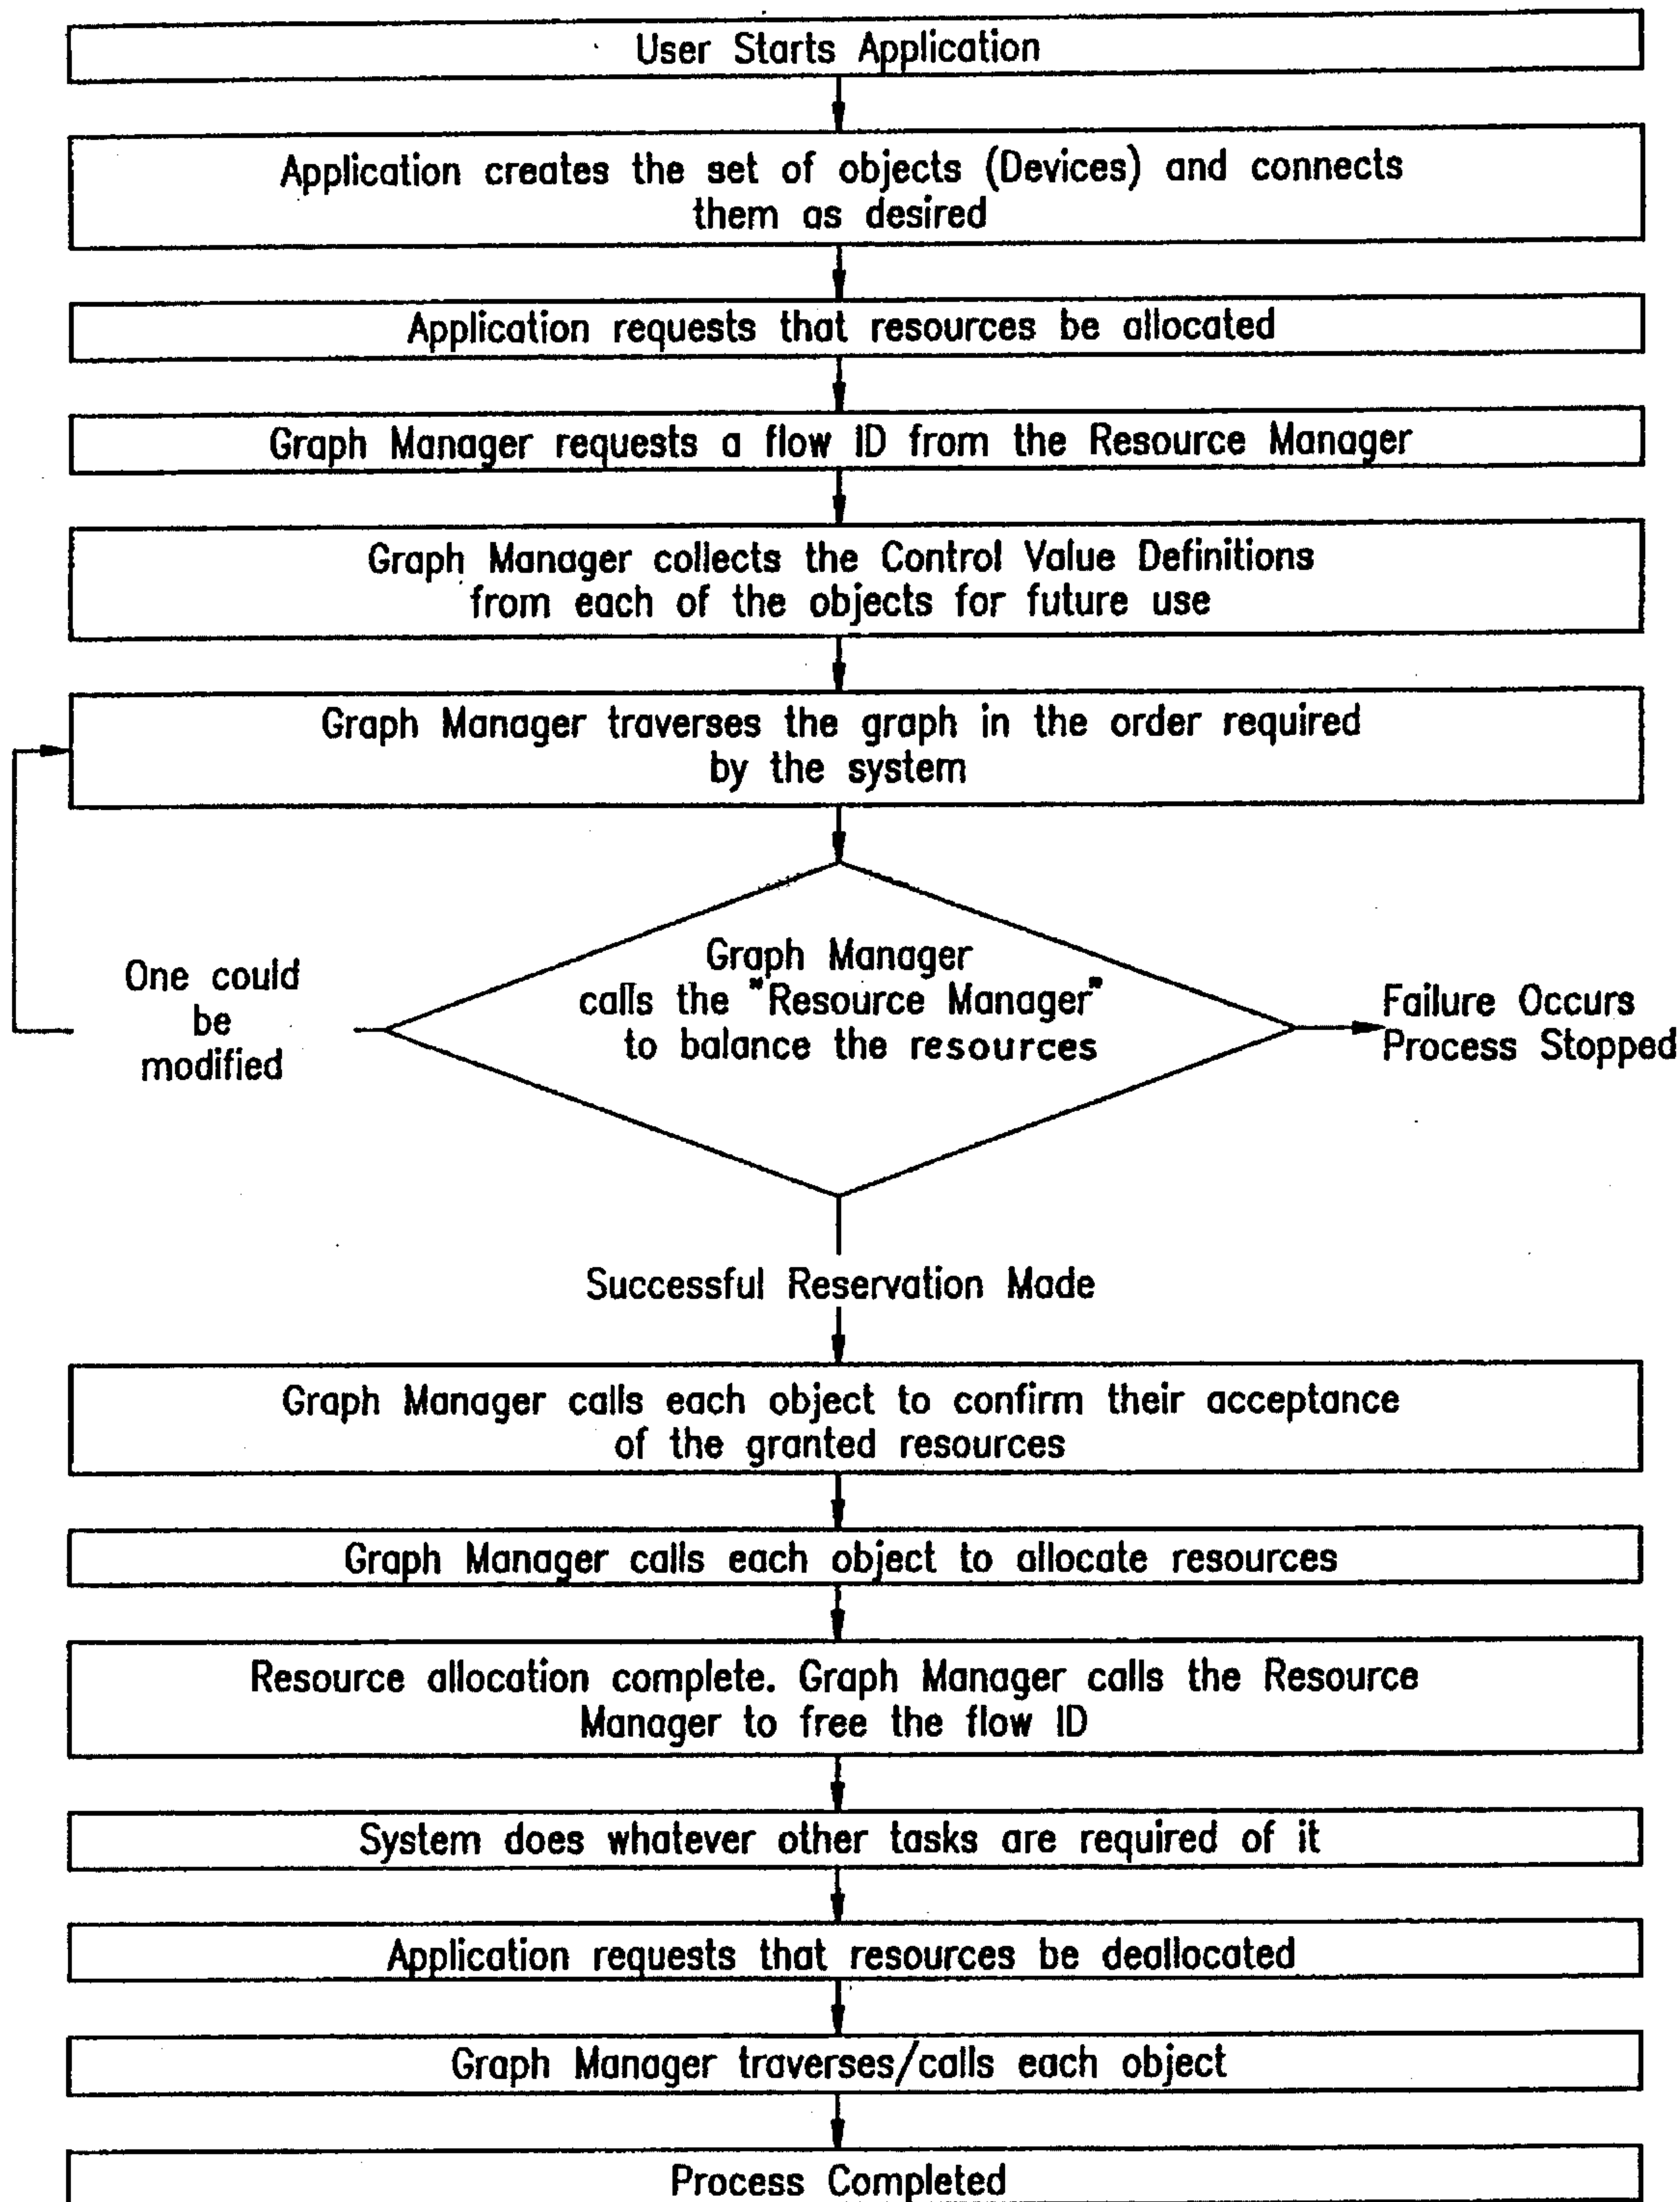 User Starts Application
Application creates the set of objects (Devices) and connects
them as desired
Application requests that resources be allocated
Graph Manager requests a flow ID from the Resource Manager
Graph Manager collects the Control Value Definitions
from each of the objects for future use
Graph Manager traverses the graph in the order required
by the system
One could
be
modified
Graph Manager
calls the "Resource Manager"
to balance the resources
Failure Occurs
Process Stopped
Successful Reservation Made
Graph Manager calls each object to confirm their acceptance
of the granted resources
Graph Manager calls each object to allocate resources
Resource allocation complete. Graph Manager calls the Resource
Manager to free the flow ID
System does whatever other tasks are required of it
Application requests that resources be deallocated
Graph Manager traverses/calls each object
Process Completed